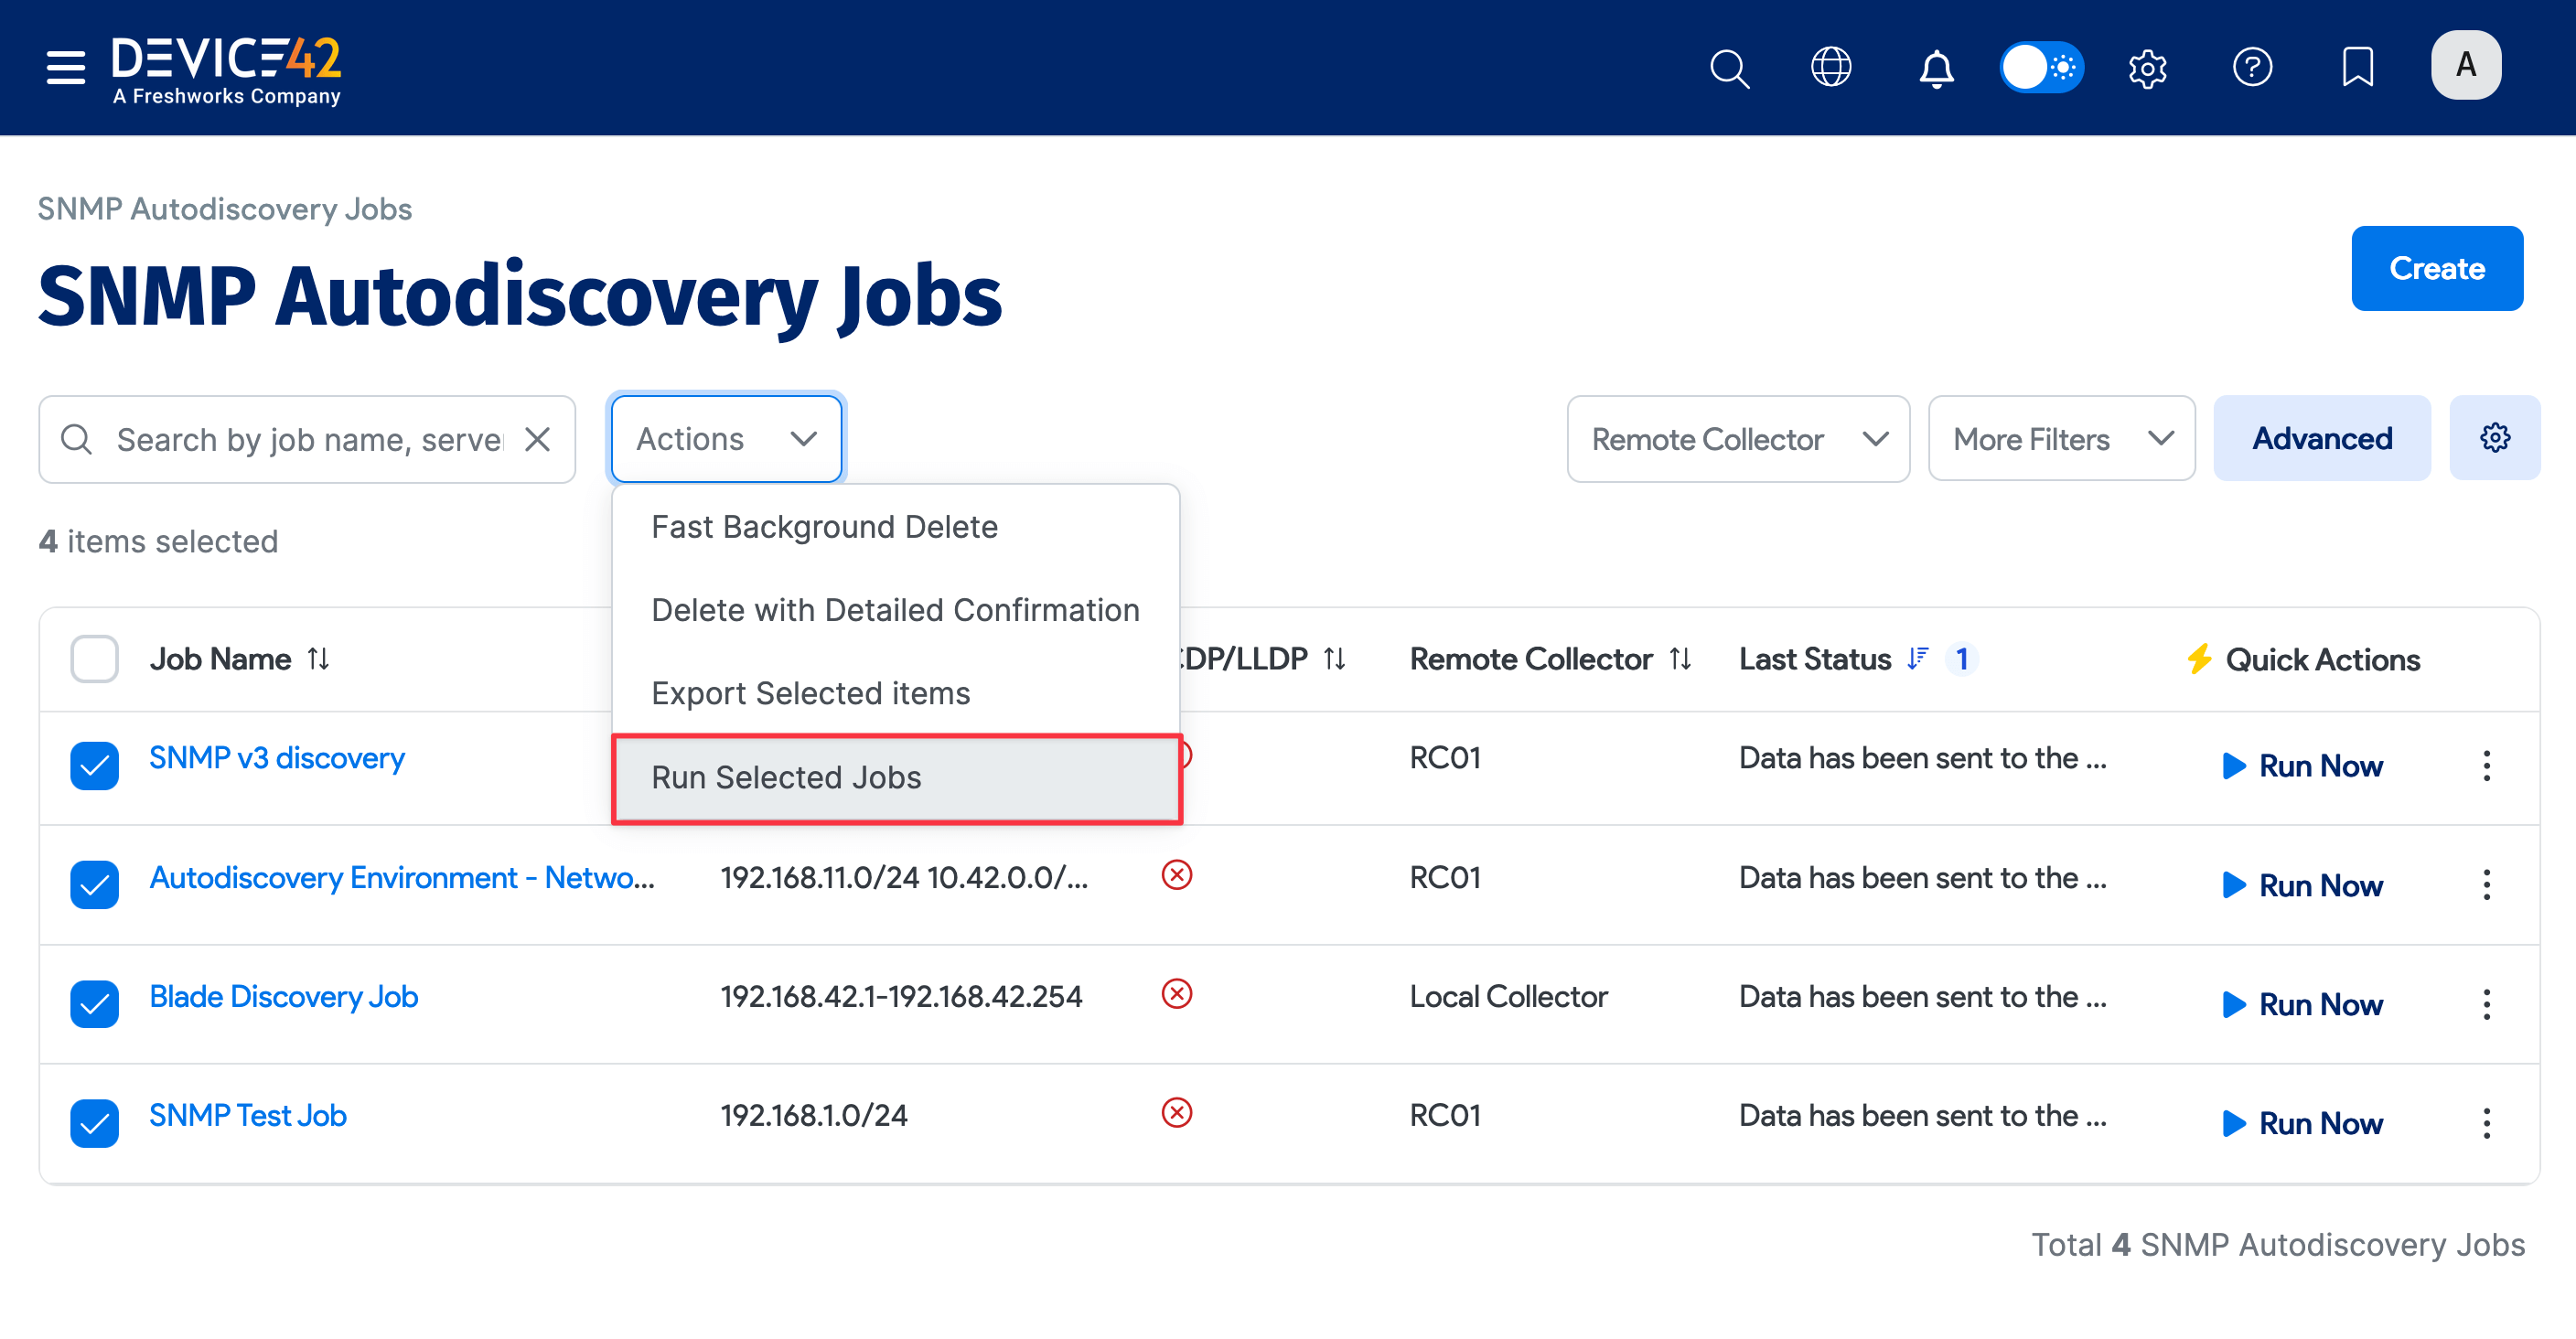 DEVICE42
A Freshworks Company
A
SNMP Autodiscovery Jobs
SNMP Autodiscovery Jobs
Create
Search by job name, serve
Actions
Remote Collector
More Filters
Advanced
4 items selected
Fast Background Delete
Delete with Detailed Confirmation
Export Selected items
Run Selected Jobs
Job Name
CDP/LLDP
Remote Collector
Last Status
1
Quick Actions
SNMP v3 discovery
RC01
Data has been sent to the ...
Run Now
Autodiscovery Environment - Netwo...
192.168.11.0/24 10.42.0.0/...
RC01
Data has been sent to the ...
Run Now
Blade Discovery Job
192.168.42.1-192.168.42.254
Local Collector
Data has been sent to the ...
Run Now
SNMP Test Job
192.168.1.0/24
RC01
Data has been sent to the ...
Run Now
Total 4 SNMP Autodiscovery Jobs